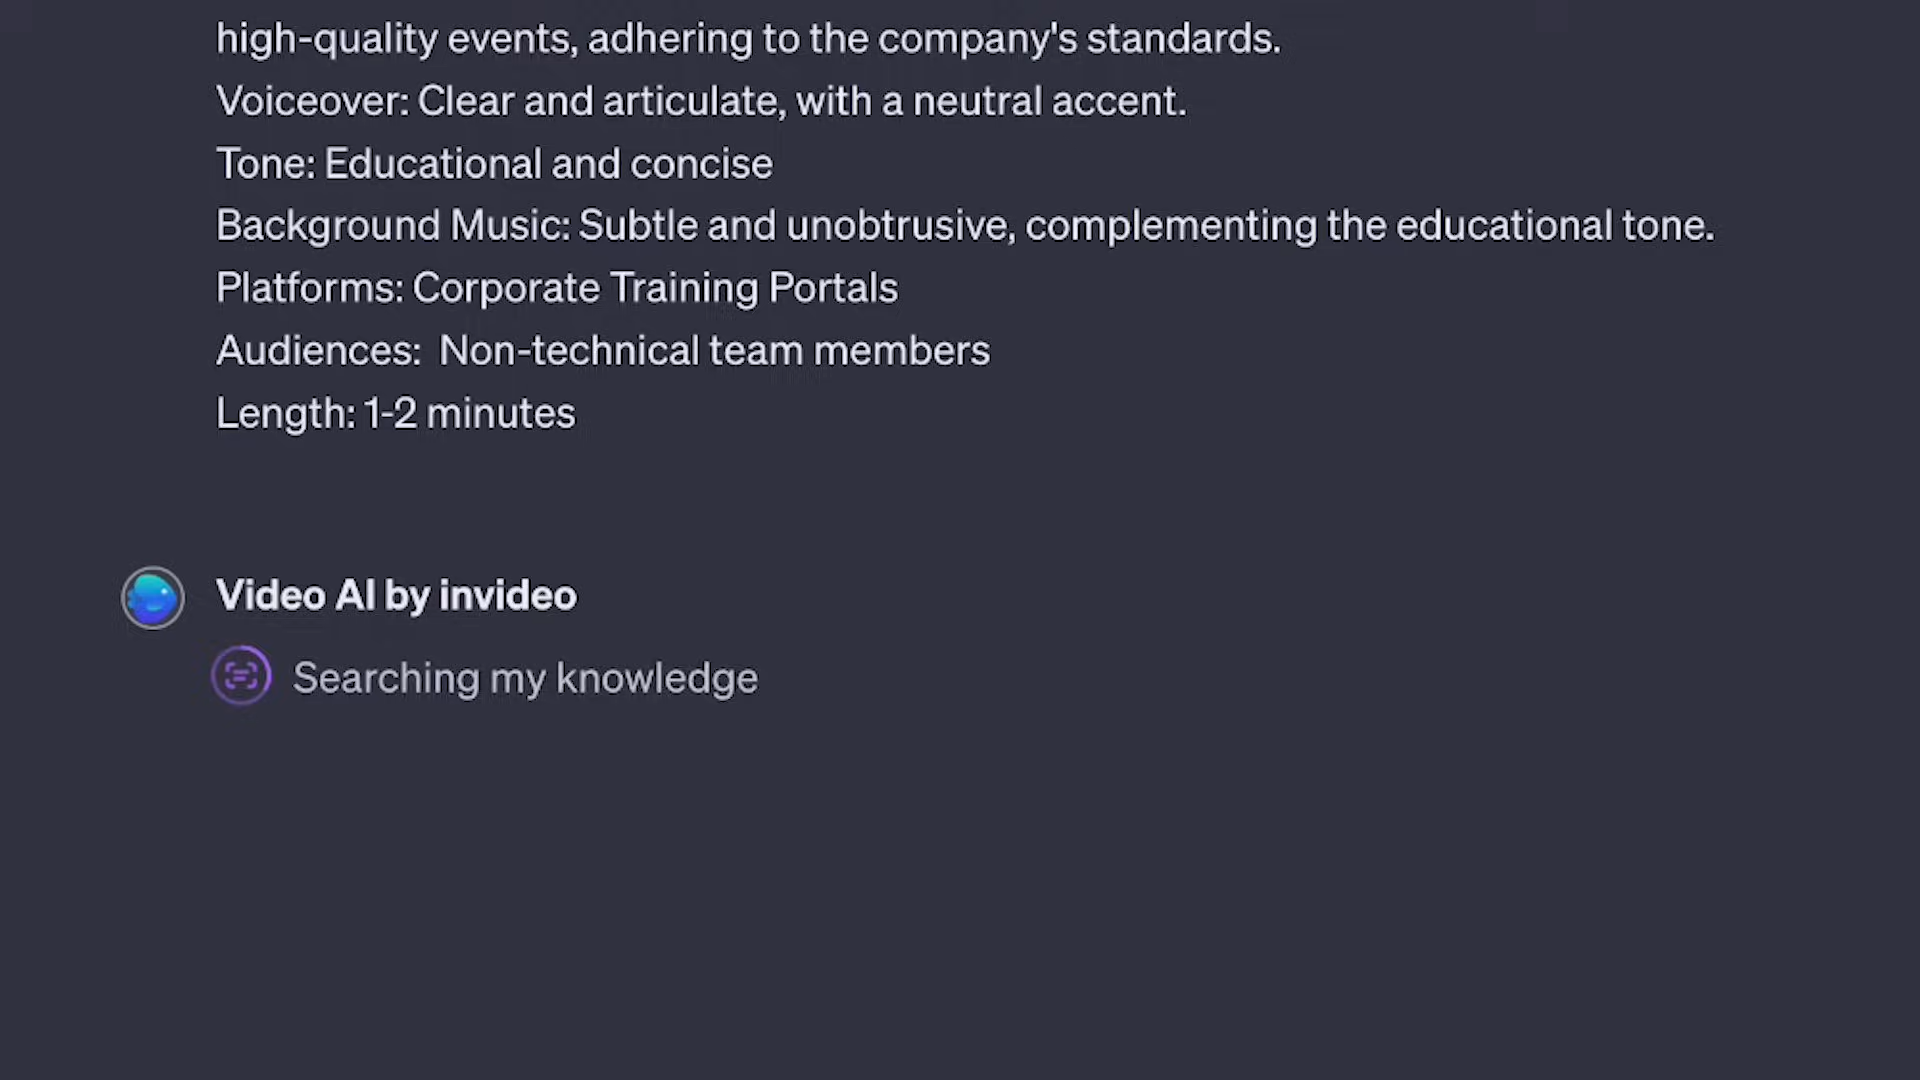 high-quality events, adhering to the company's standards.
Voiceover: Clear and articulate, with a neutral accent.
Tone: Educational and concise
Background Music: Subtle and unobtrusive, complementing the educational tone.
Platforms: Corporate Training Portals
Audiences:  Non-technical team members
Length: 1-2 minutes
Video AI by invideo
Searching my knowledge